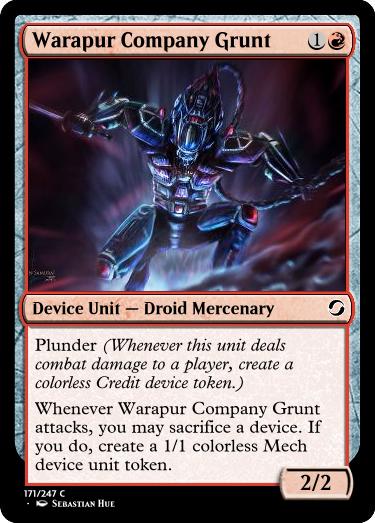 Warapur Company Grunt
1
Device Unit — Droid Mercenary
Plunder (Whenever this unit deals
combat damage to a player, create a
colorless Credit device token.)
Whenever Warapur Company Grunt
attacks, you may sacrifice a device. If
you do, create a 1/1 colorless Mech
device unit token.
2/2
171/247 C
· Sebastian Hue